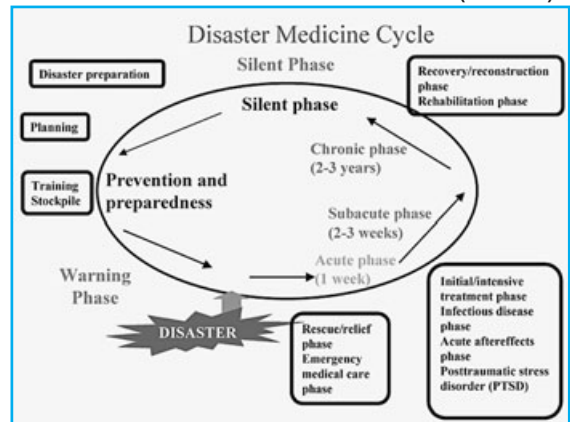 Disaster Medicine Cycle
Silent Phase
Disaster preparation
Recovery/reconstruction
phase
Rehabilitation phase
Silent phase
Planning
Chronic phase
(2-3 years)
Training
Stockpile
Prevention and
preparedness
Subacute phase
(2-3 weeks)
Acute phase
(1 week)
Warning
Phase
DISASTER
Rescue/relief
phase
Emergency
medical care
phase
Initial/intensive
treatment phase
Infectious disease
phase
Acute aftereffects
phase
Posttraumatic stress
disorder (PTSD)